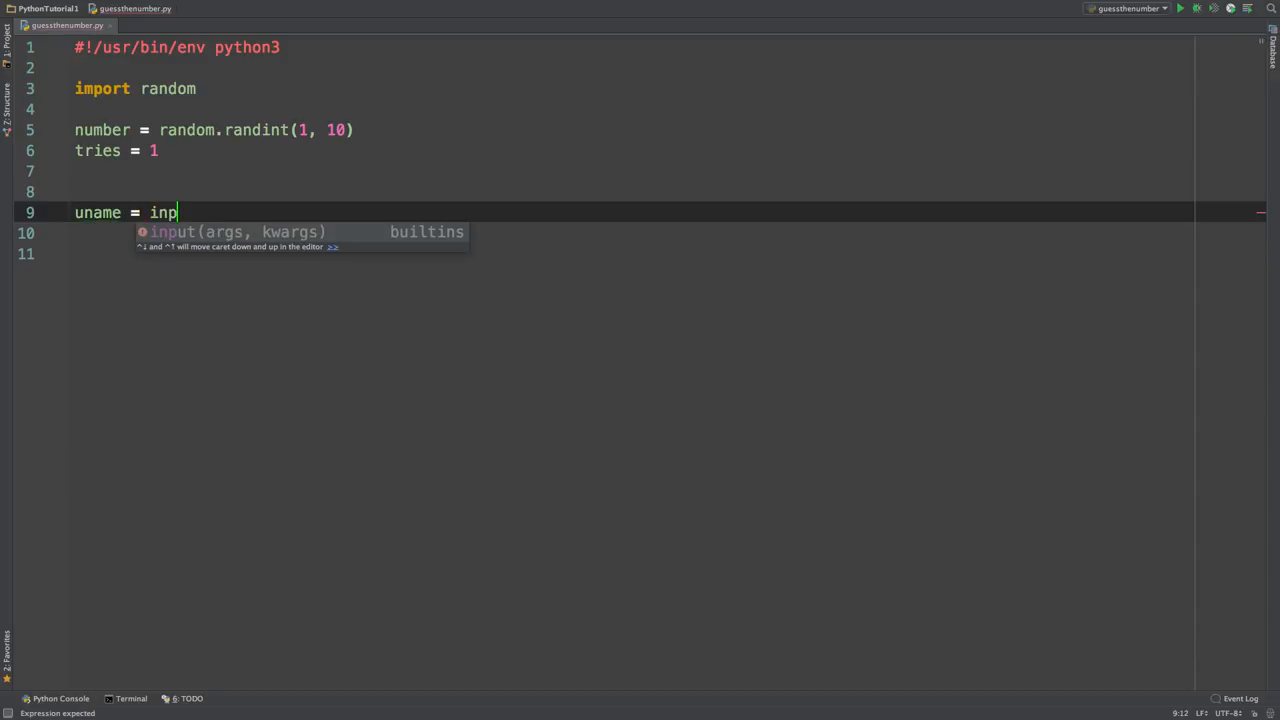 PythonTutorial1 guessthenumber.py guessthenumber
guessthenumber.py
1 #!/usr/bin/env python3
2
3 import random
4
5 number = random.randint(1, 10)
6 tries = 1
7
8
9 uname = inp
10 input(args, kwargs) builtins
^↓ and ^↑ will move caret down and up in the editor >>
11
1: Project
7: Structure
2: Favorites
Database
Python Console Terminal 6: TODO Event Log
Expression expected 9:12 LF÷ UTF-8÷